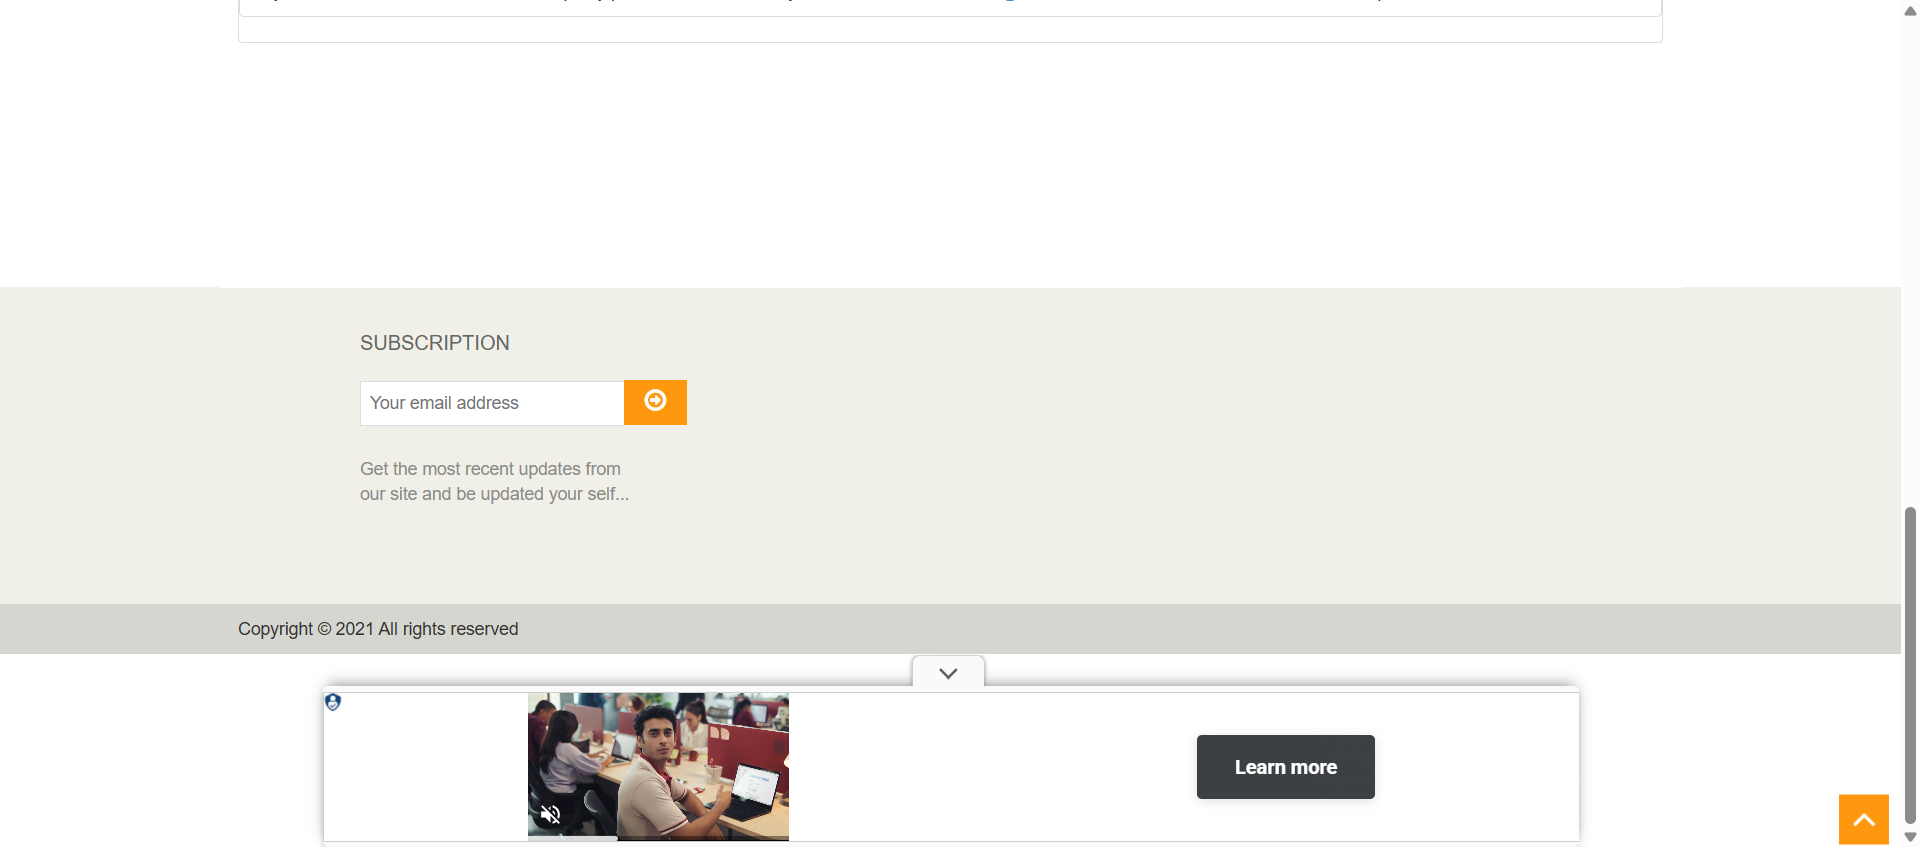 SUBSCRIPTION
Your email address
Get the most recent updates from
our site and be updated your self...
Copyright © 2021 All rights reserved
Learn more